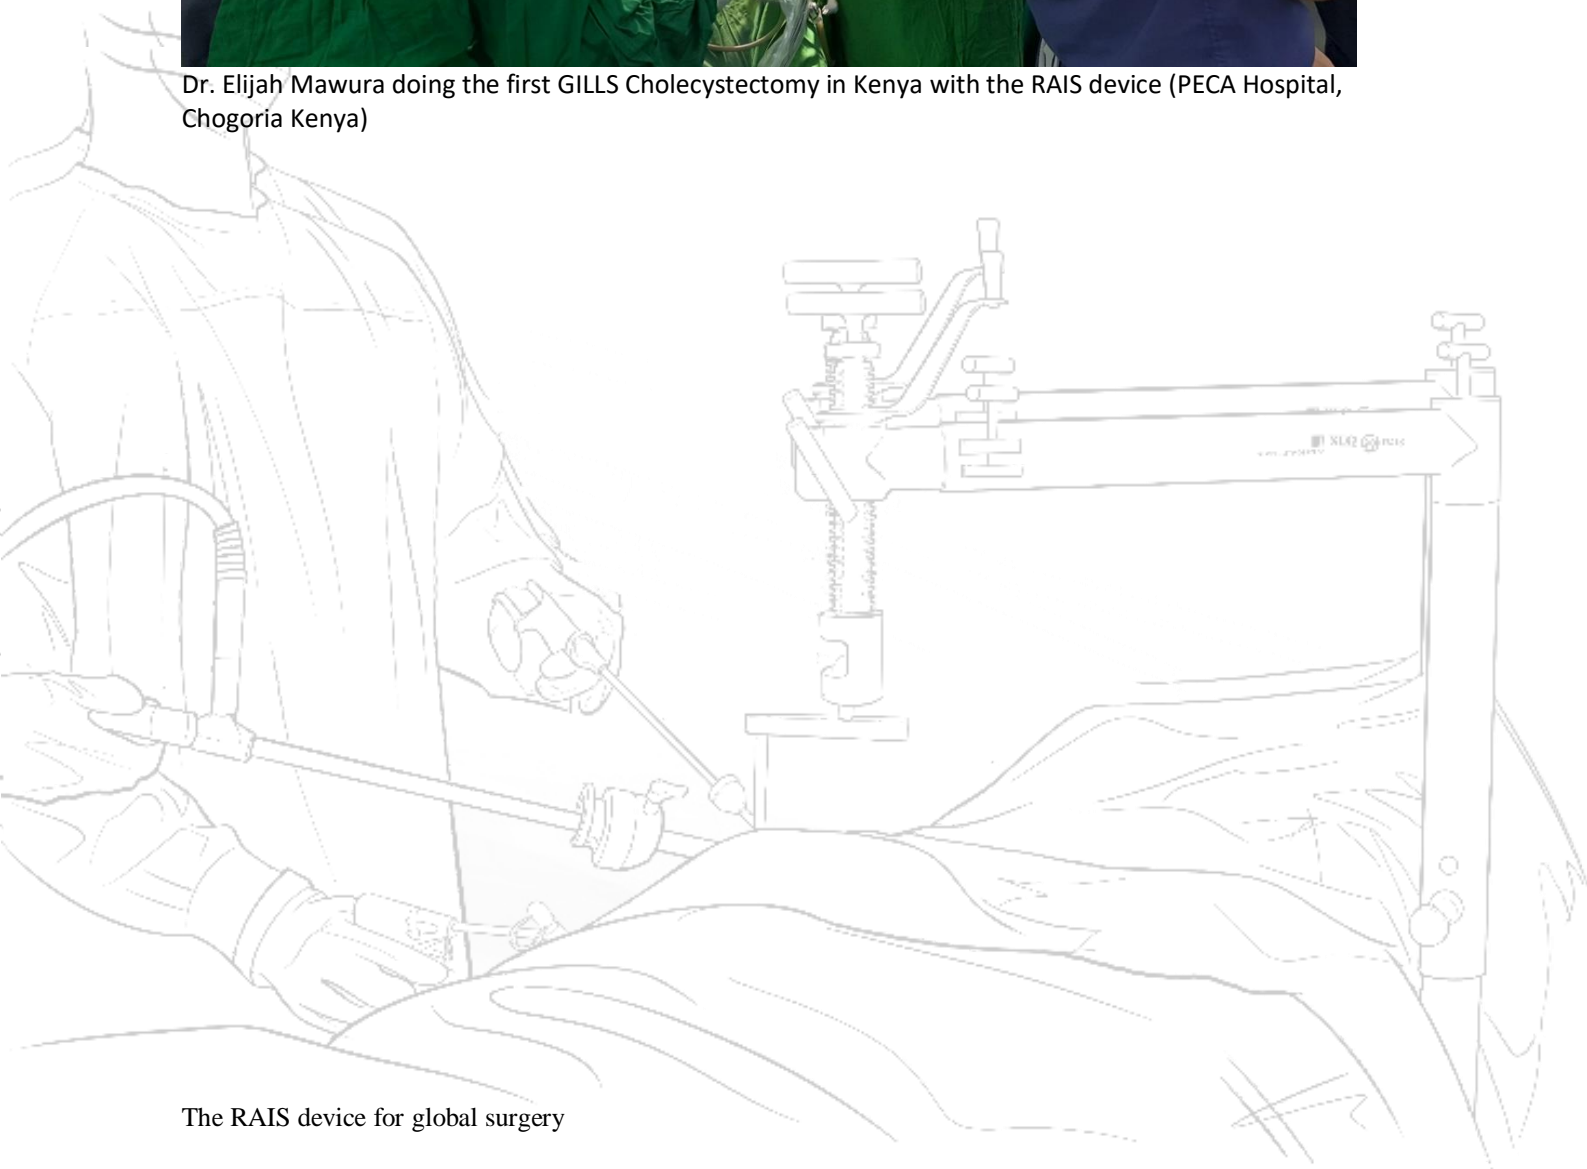 Dr. Elijah Mawura doing the first GILLS Cholecystectomy in Kenya with the RAIS device (PECA Hospital,
Chogoria Kenya)
The RAIS device for global surgery